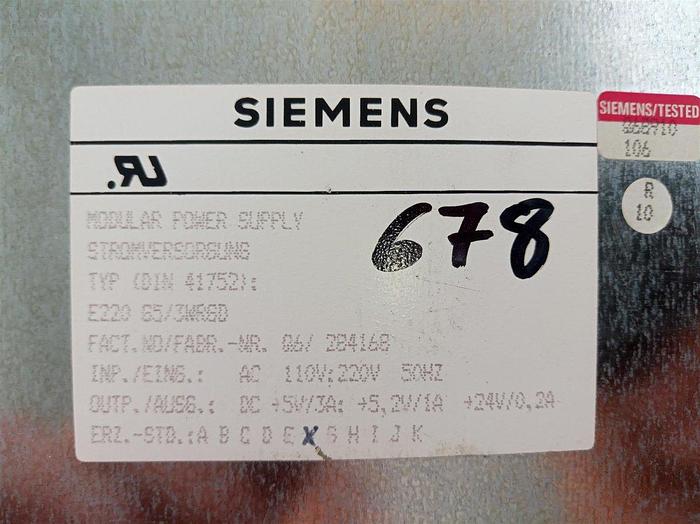 SIEMENS
MODULAR POWER SUPPLY
STROMVERSORGUNG
TYP (DIN 41752):
E220 G5/3WRGD
FACT.NO/FABR.-NR. Q6/ 284168
INP./EING.: AC 110V;220V 50HZ
OUTP./AUSG.: DC +5V/3A; +5,2V/1A +24V/0,2A
ERZ.-STD.:A B C D E X G H I J K
678
SIEMENS/TESTED
106
R
10